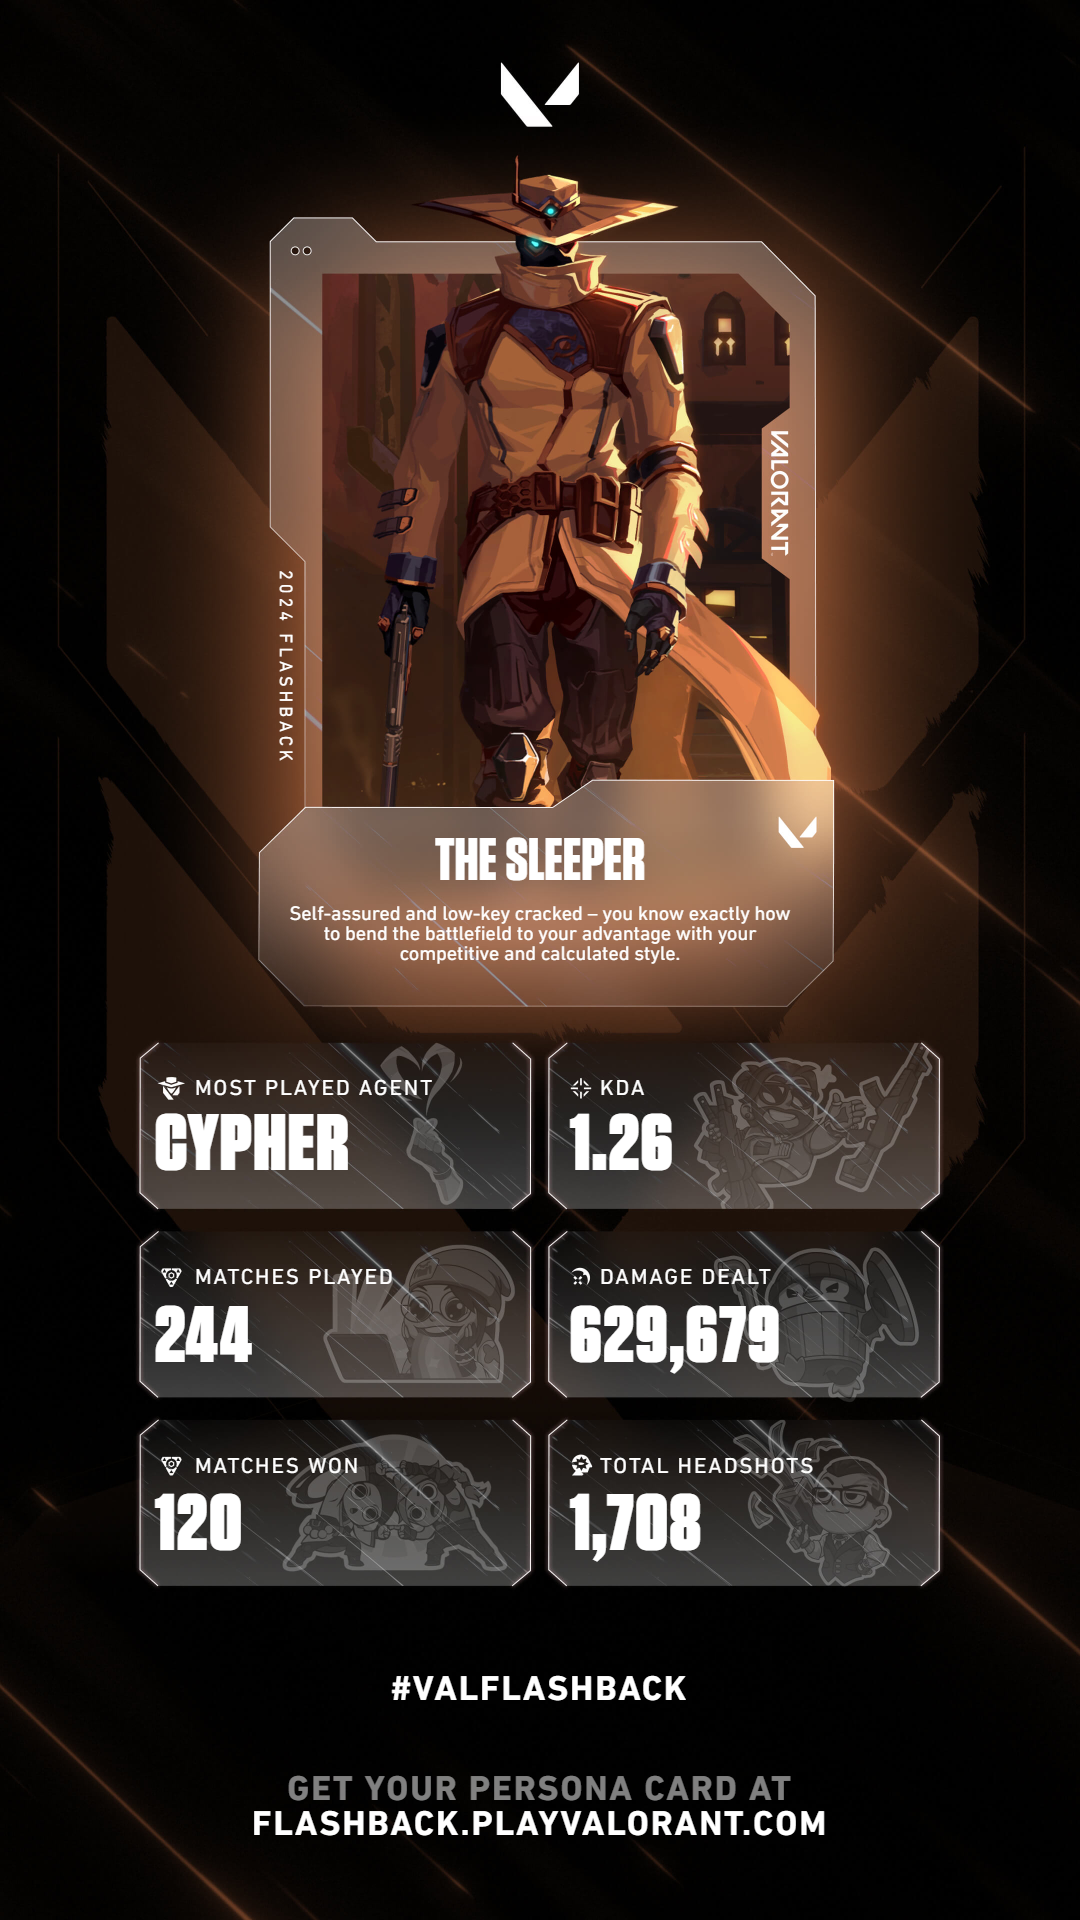 VALORANT
2024 FLASHBACK
THE SLEEPER
Self-assured and low-key cracked – you know exactly how
to bend the battlefield to your advantage with your
competitive and calculated style.
MOST PLAYED AGENT
CYPHER
KDA
1.26
MATCHES PLAYED
244
DAMAGE DEALT
629,679
MATCHES WON
120
TOTAL HEADSHOTS
1,708
#VALFLASHBACK
GET YOUR PERSONA CARD AT
FLASHBACK.PLAYVALORANT.COM